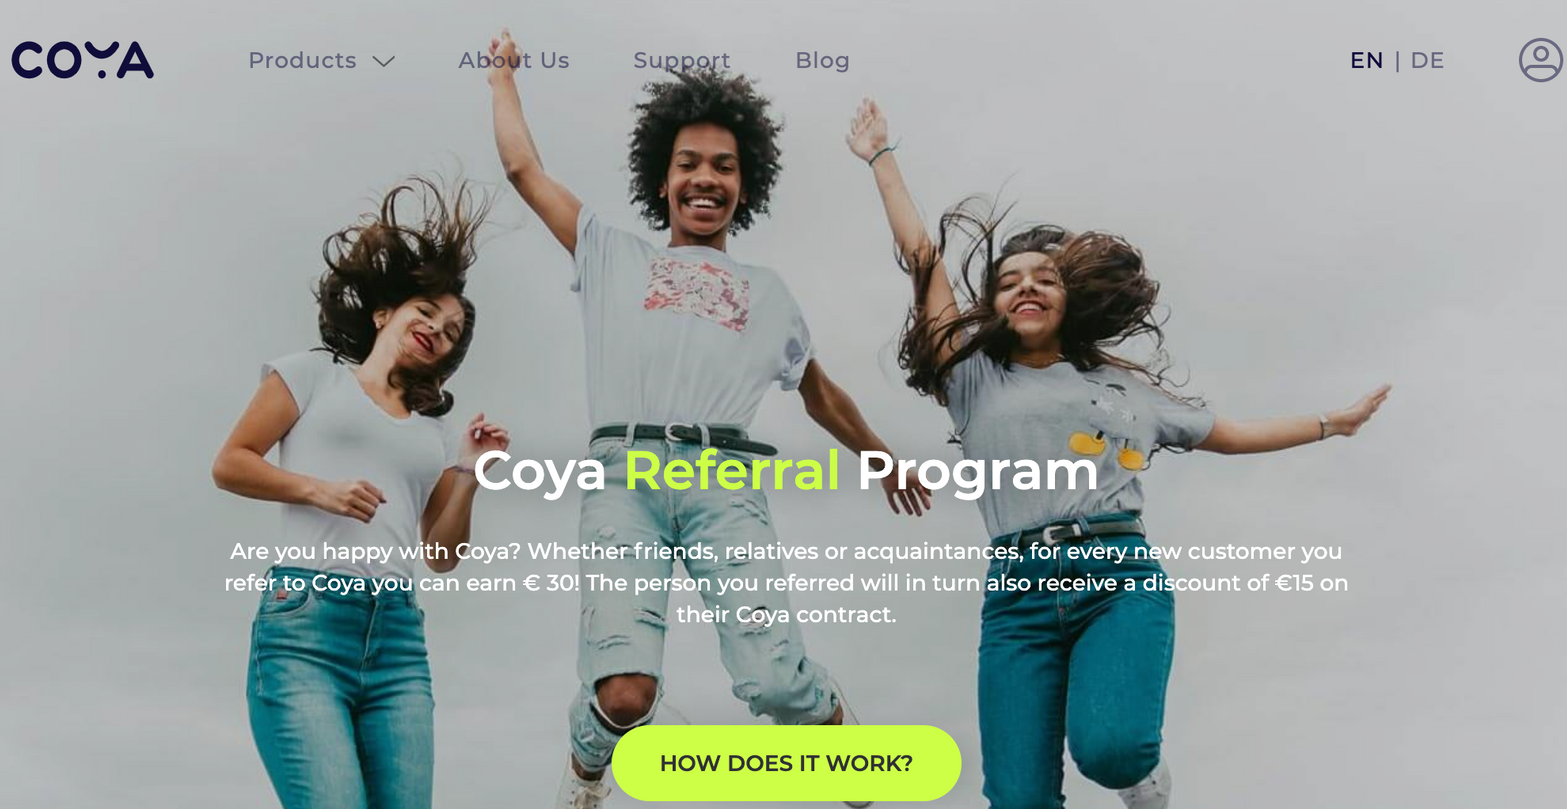 COYA
Products
About Us
Support
Blog
EN | DE
Coya Referral Program
Are you happy with Coya? Whether friends, relatives or acquaintances, for every new customer you
refer to Coya you can earn € 30! The person you referred will in turn also receive a discount of €15 on
their Coya contract.
HOW DOES IT WORK?